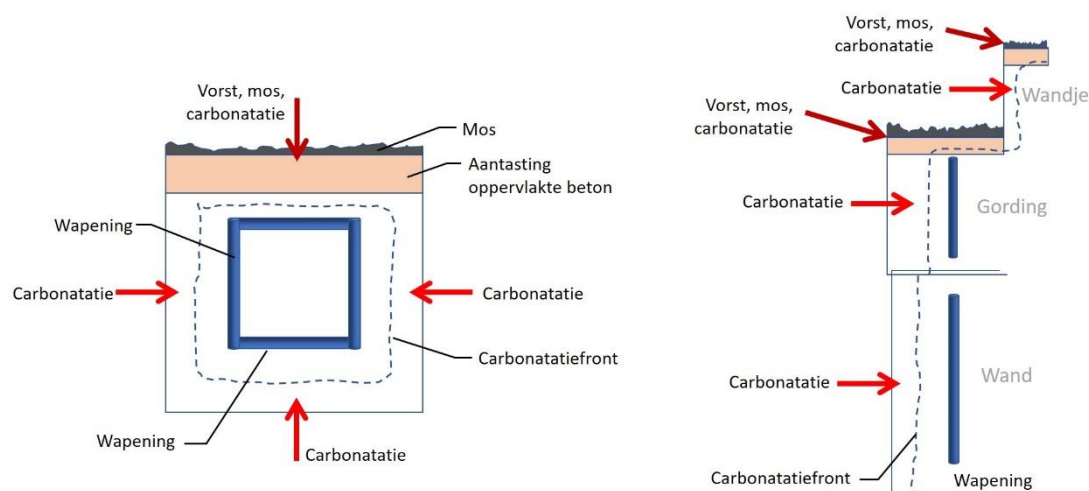 Vorst, mos,
carbonatatie
Mos
Aantasting
oppervlakte beton
Wapening
Carbonatatie
Carbonatatie
Carbonatatiefront
Wapening
Carbonatatie
Vorst, mos,
carbonatatie
Carbonatatie
Wandje
Vorst, mos,
carbonatatie
Carbonatatie
Gording
Carbonatatie
Wand
Carbonatatiefront
Wapening